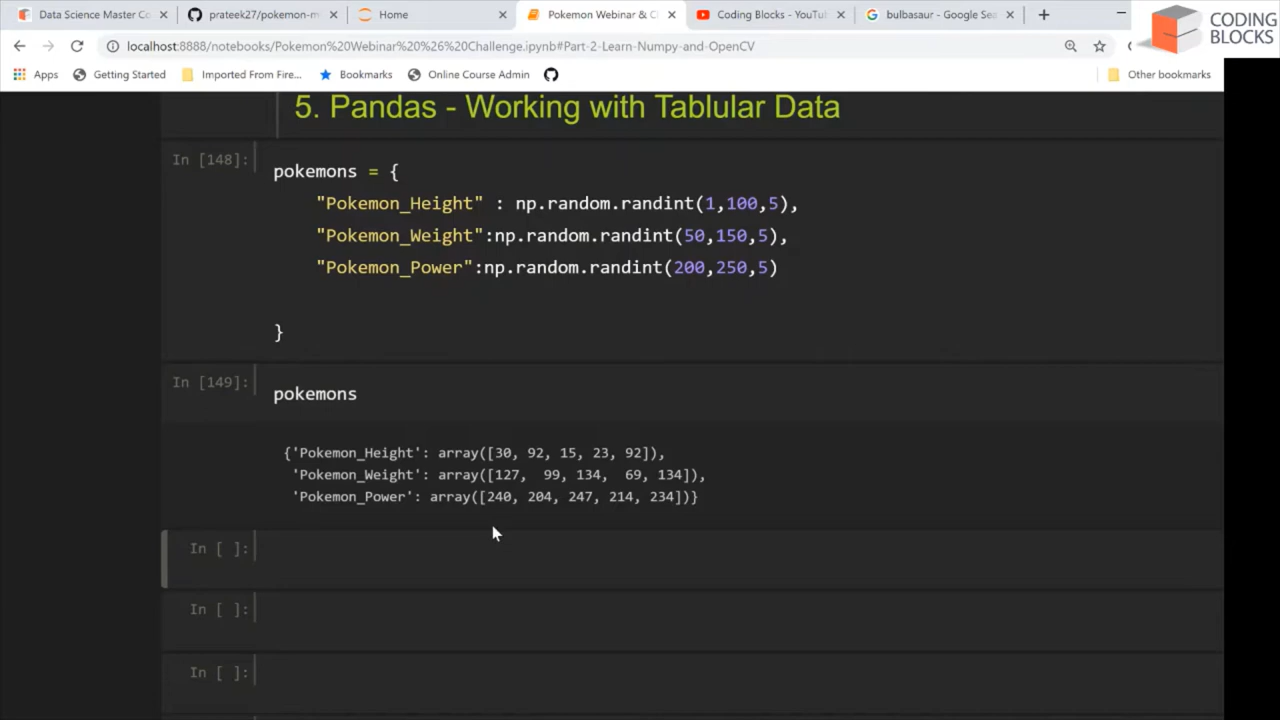 Data Science Master Co
prateek27/pokemon-m
Home
Pokemon Webinar & C
Coding Blocks - YouTu
bulbasaur - Google Sea
CODING
BLOCKS
localhost:8888/notebooks/Pokemon%20Webinar%20%26%20Challenge.ipynb#Part-2-Learn-Numpy-and-OpenCV
Apps
Getting Started
Imported From Fire...
Bookmarks
Online Course Admin
Other bookmarks
5. Pandas - Working with Tablular Data
In [148]:
pokemons = {
"Pokemon_Height" : np.random.randint(1,100,5),
"Pokemon_Weight":np.random.randint(50,150,5),
"Pokemon_Power":np.random.randint(200,250,5)
}
In [149]:
pokemons
{'Pokemon_Height': array([30, 92, 15, 23, 92]),
'Pokemon_Weight': array([127,  99, 134,  69, 134]),
'Pokemon_Power': array([240, 204, 247, 214, 234])}
In [ ]:
In [ ]:
In [ ]: